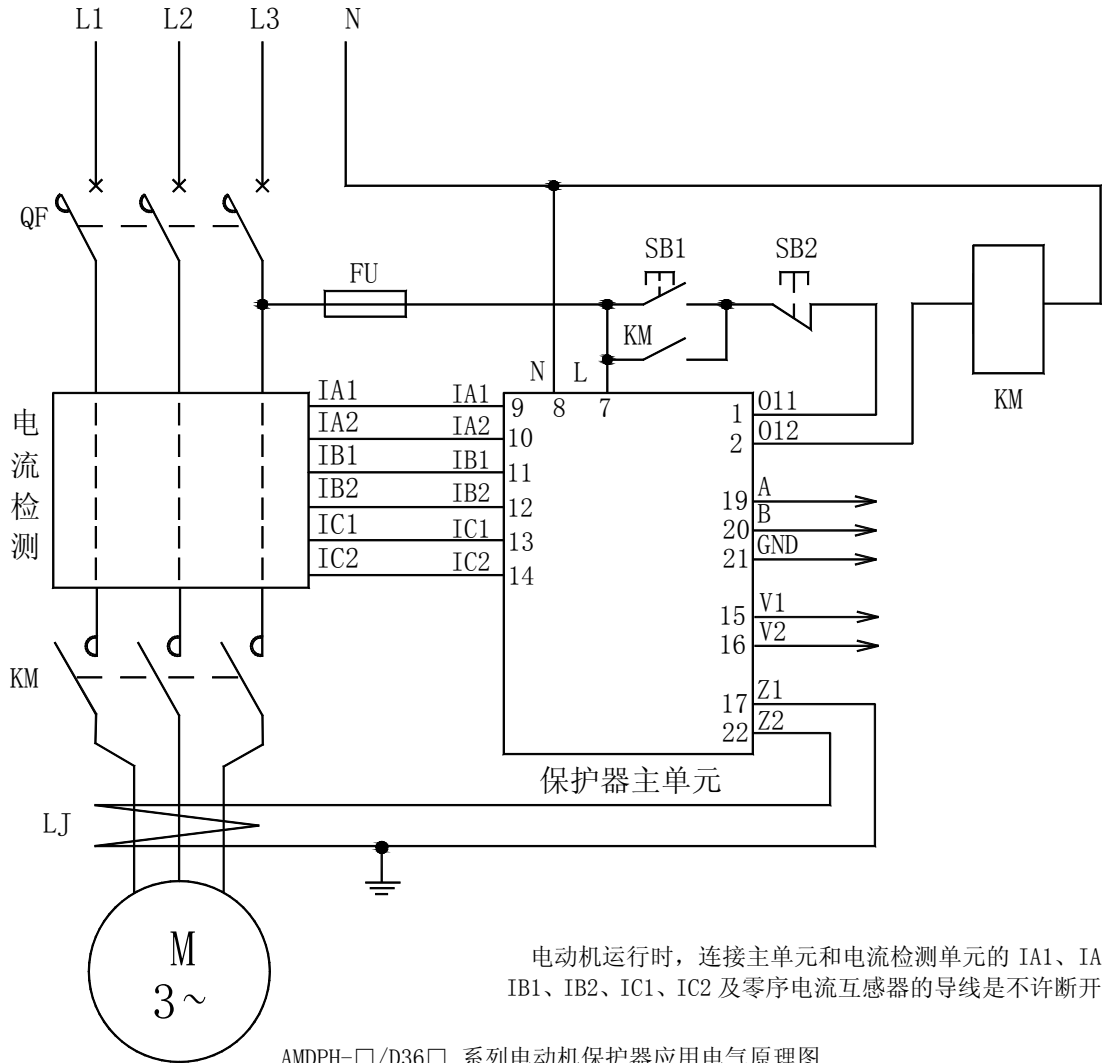 L1 L2 L3 N
QF
FU
SB1 SB2
KM
KM
N L
8 7
电流检测
IA1 IA1 9
IA2 IA2 10
IB1 IB1 11
IB2 IB2 12
IC1 IC1 13
IC2 IC2 14
1 O11
2 O12
19 A
20 B
21 GND
15 V1
16 V2
17 Z1
22 Z2
KM
保护器主单元
LJ
M
3~
电动机运行时，连接主单元和电流检测单元的 IA1、IA
IB1、IB2、IC1、IC2 及零序电流互感器的导线是不许断开
AMDPH-□/D36□ 系列电动机保护器应用电气原理图